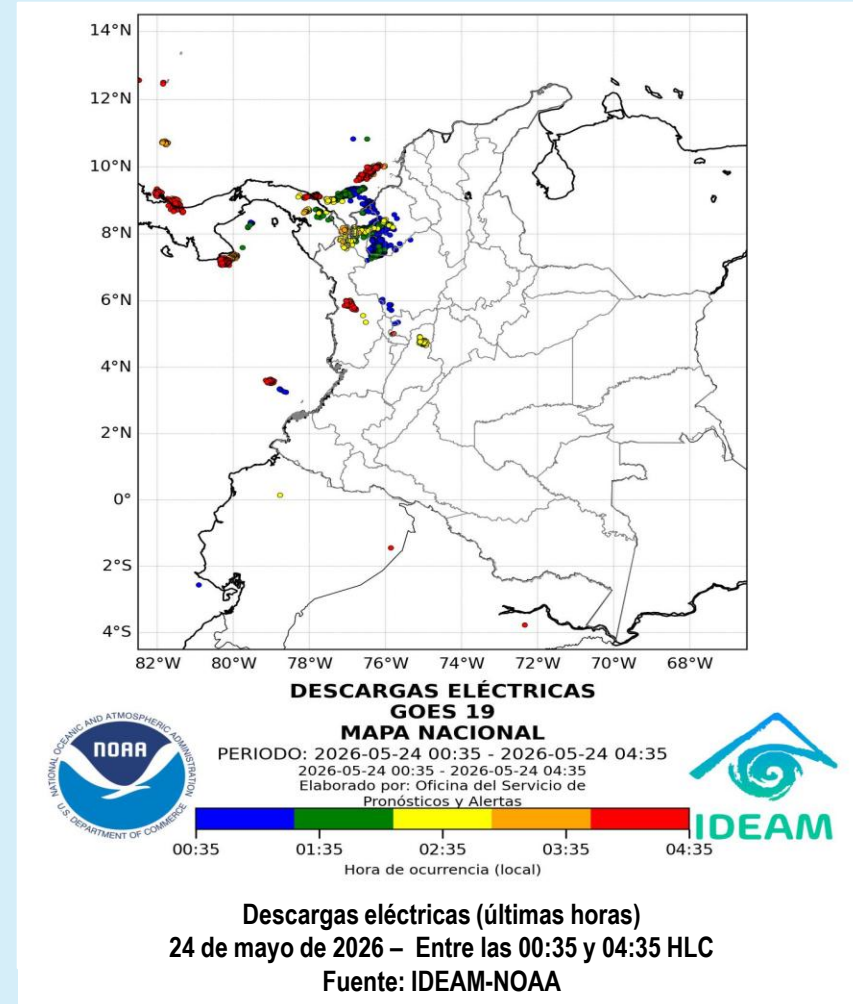 14°N
12°N
10°N
8°N
6°N
4°N
2°N
0°
2°S
4°S
82°W 80°W 78°W 76°W 74°W 72°W 70°W 68°W
DESCARGAS ELÉCTRICAS
GOES 19
MAPA NACIONAL
PERIODO: 2026-05-24 00:35 - 2026-05-24 04:35
2026-05-24 00:35 - 2026-05-24 04:35
Elaborado por: Oficina del Servicio de
Pronósticos y Alertas
NATIONAL OCEANIC AND ATMOSPHERIC ADMINISTRATION
NOAA
U.S. DEPARTMENT OF COMMERCE
IDEAM
00:35 01:35 02:35 03:35 04:35
Hora de ocurrencia (local)
Descargas eléctricas (últimas horas)
24 de mayo de 2026 – Entre las 00:35 y 04:35 HLC
Fuente: IDEAM-NOAA